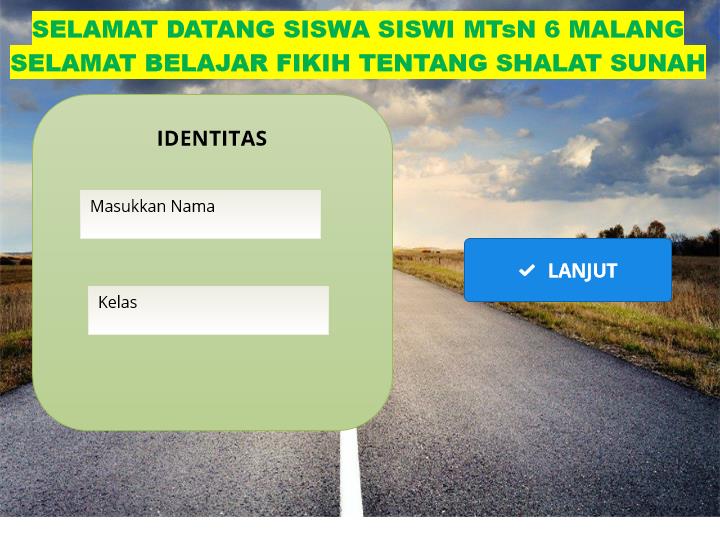 SELAMAT DATANG SISWA SISWI MTsN 6 MALANG
SELAMAT BELAJAR FIKIH TENTANG SHALAT SUNAH
IDENTITAS
Masukkan Nama
Kelas
LANJUT